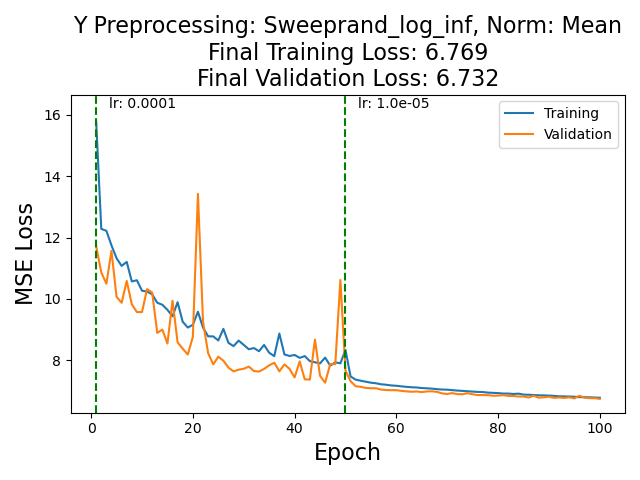 Y Preprocessing: Sweeprand_log_inf, Norm: Mean
Final Training Loss: 6.769
Final Validation Loss: 6.732
lr: 0.0001
lr: 1.0e-05
Training
Validation
16
14
12
10
8
MSE Loss
0
20
40
60
80
100
Epoch